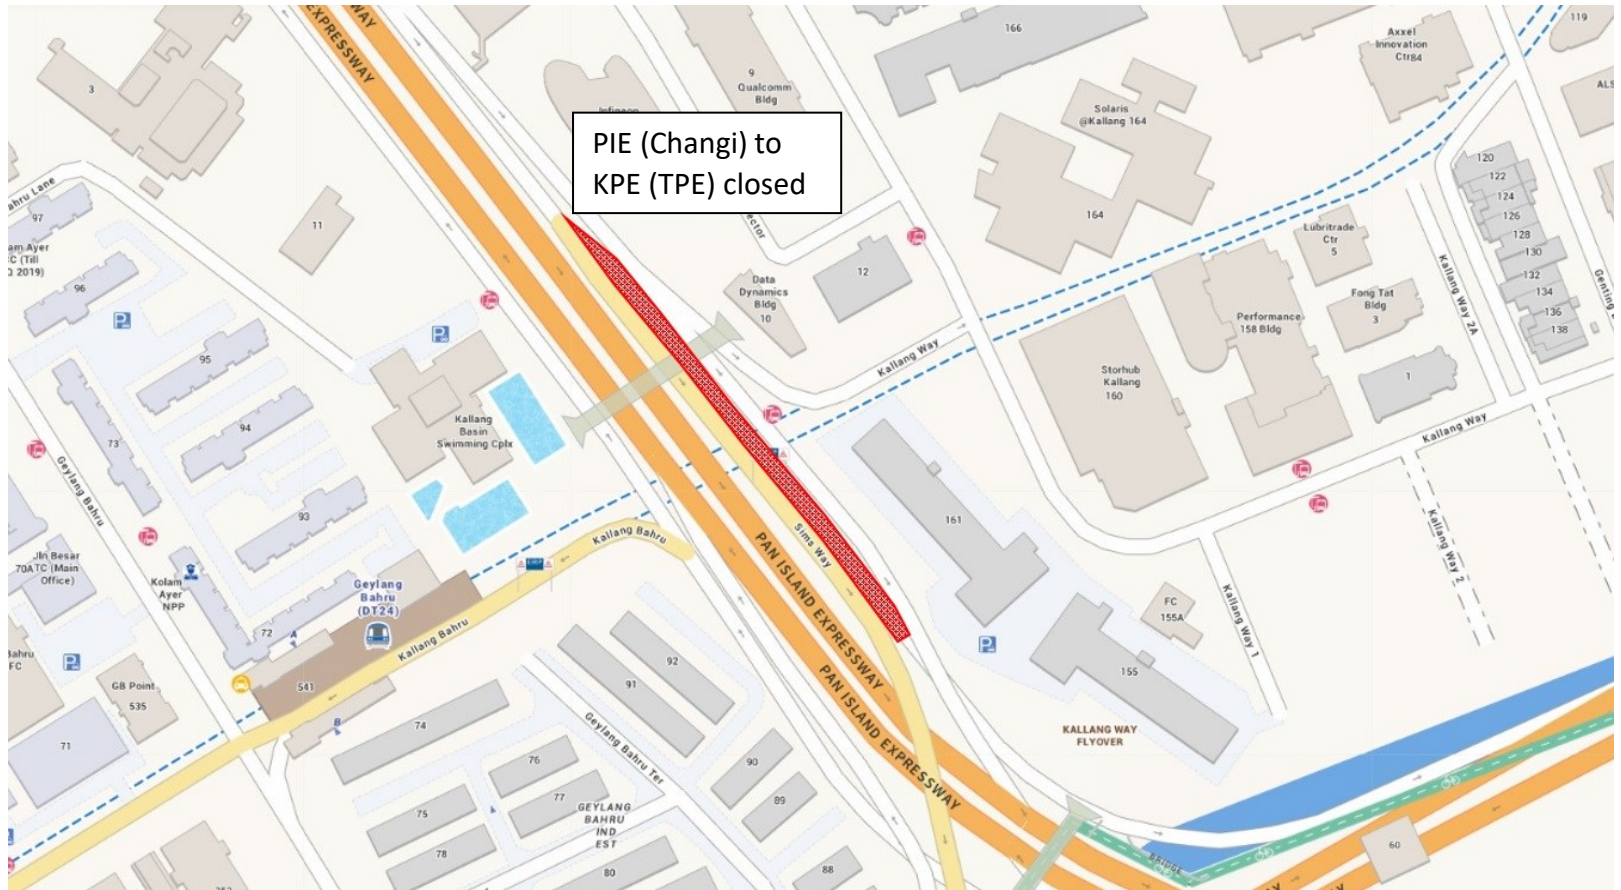 WAY
EXPRESSWAY
3
166
119
Axxel
Innovation
Ctr84
9
Qualcomm
Bldg
ALS
Solaris
@Kallang 164
PIE (Changi) to
KPE (TPE) closed
120
122
124
126
128
130
132
134
136
138
97
11
164
Lubritrade
Ctr
5
96
12
Data
Dynamics
Bldg
10
Kallang Way 2A
Fong Tat
Bldg
3
Performance
158 Bldg
95
Kallang Way
Storhub
Kallang
160
1
Kallang
Basin
Swimming Cplx
94
73
Kallang Way
Geylang Bahru
93
161
Sims Way
Kallang Bahru
Kallang Way 2
Jln Besar
70ATC (Main
Office)
Kolam
Ayer
NPP
Geylang
Bahru
(DT24)
PAN ISLAND EXPRESSWAY
FC
155A
Kallang Way 1
72
A
Kallang Bahru
92
91
155
GB Point
535
541
B
74
PAN ISLAND EXPRESSWAY
KALLANG WAY
FLYOVER
71
Geylang Bahru Ter
76
90
77
89
75
GEYLANG
BAHRU
IND
EST
78
80
88
60
BRIDGE